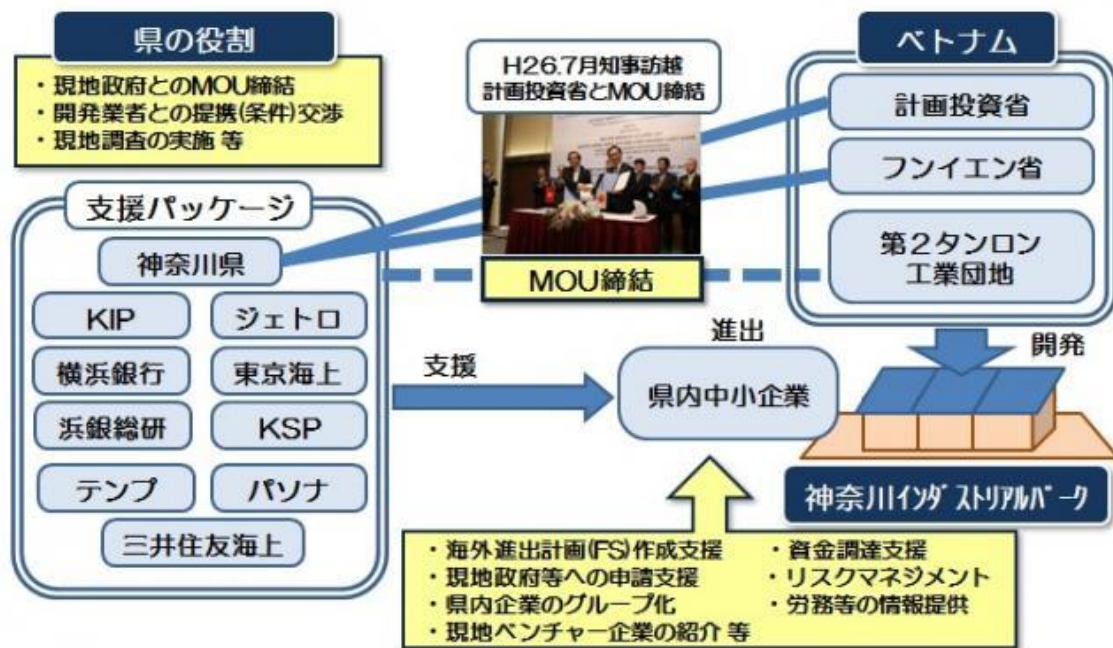 県の役割
・現地政府とのMOU締結
・開発業者との提携(条件)交渉
・現地調査の実施 等
H26.7月知事訪越
計画投資省とMOU締結
ベトナム
計画投資省
フンイエン省
第2タンロン
工業団地
支援パッケージ
神奈川県
KIP
ジェトロ
横浜銀行
東京海上
浜銀総研
KSP
テンプ
パソナ
三井住友海上
MOU締結
支援
進出
県内中小企業
開発
神奈川インダストリアルパーク
・海外進出計画(FS)作成支援
・現地政府等への申請支援
・県内企業のグループ化
・現地ベンチャー企業の紹介 等
・資金調達支援
・リスクマネジメント
・労務等の情報提供